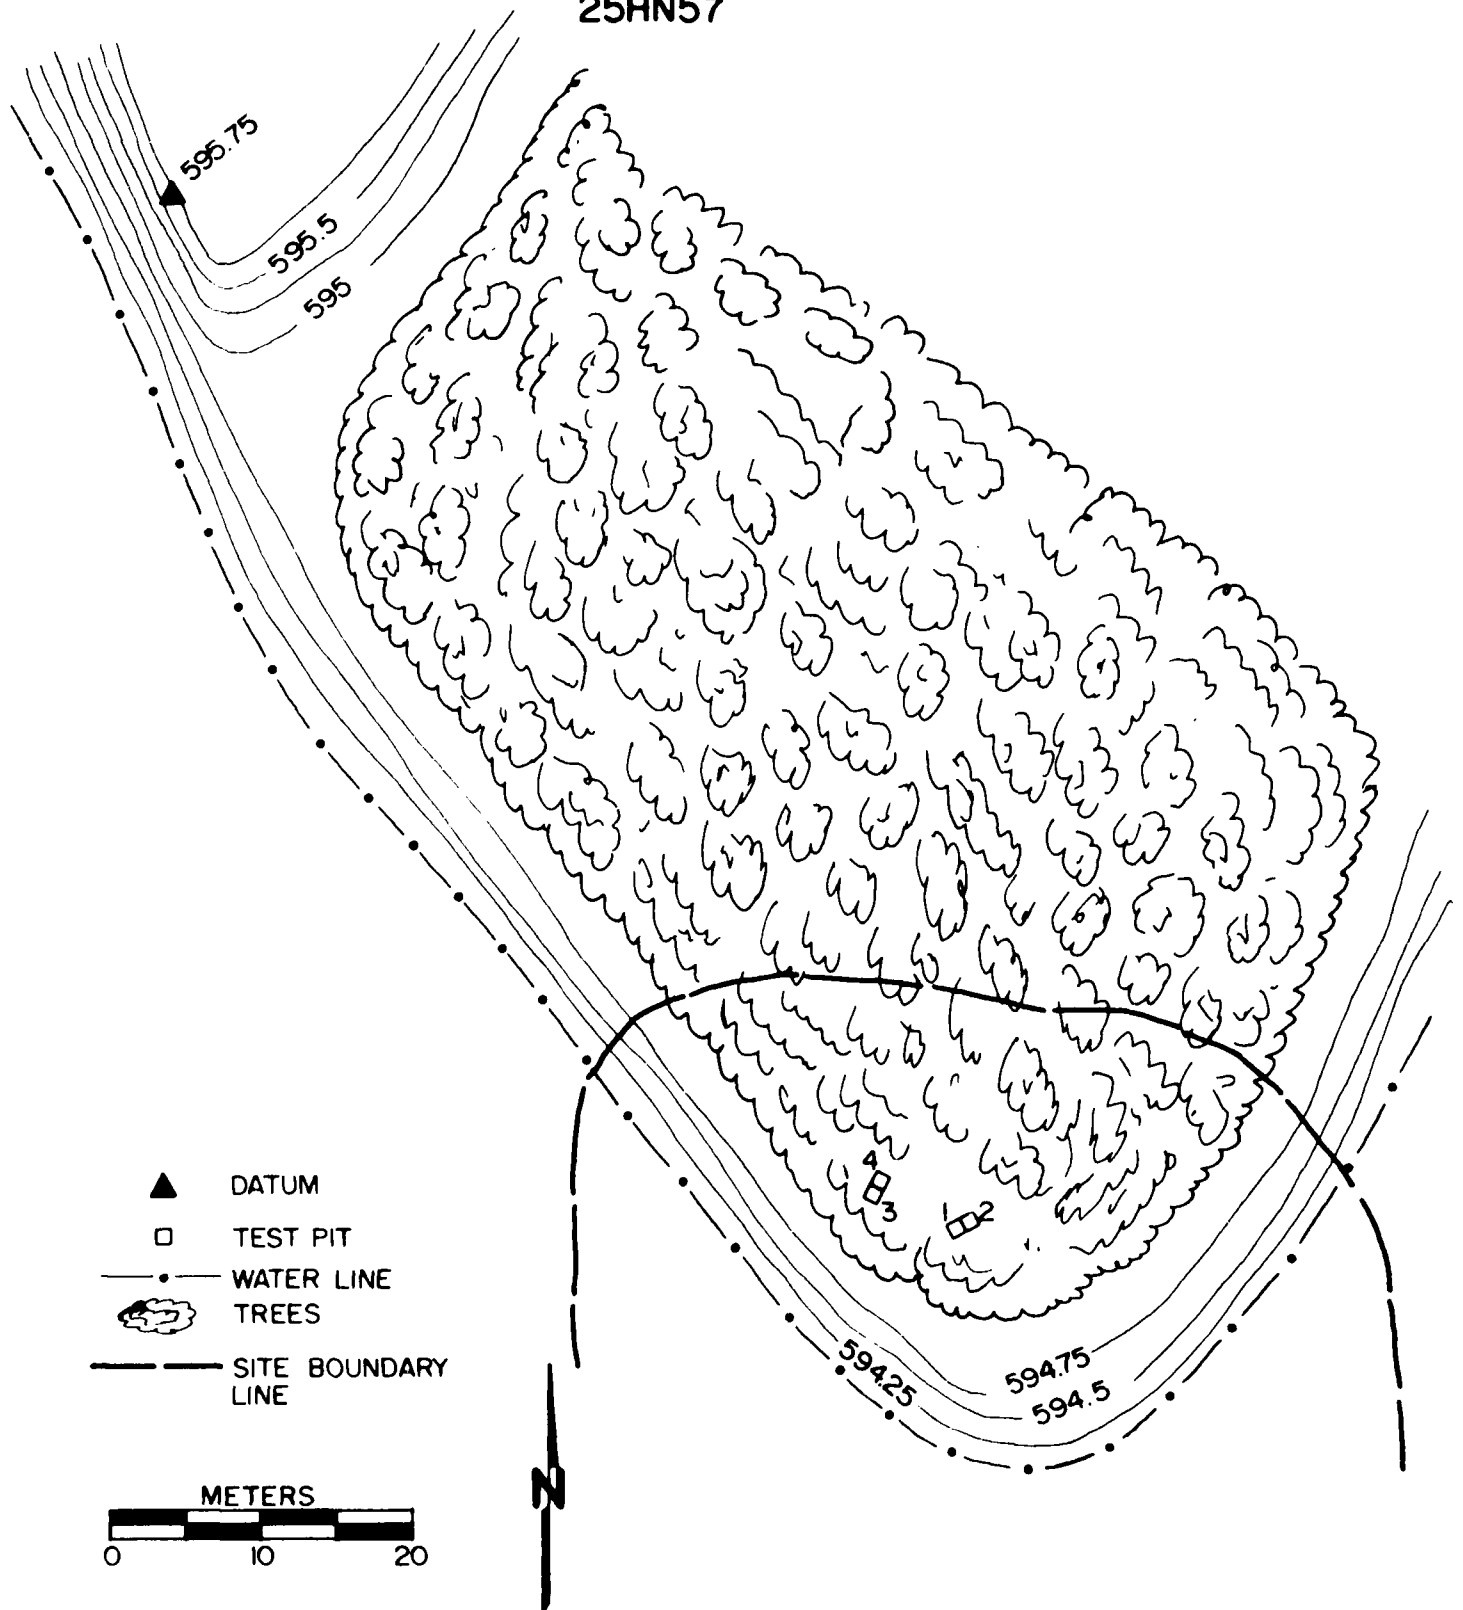 25HN57
595.75
595.5
595
4
3
1
2
DATUM
TEST PIT
WATER LINE
TREES
SITE BOUNDARY
LINE
594.25
594.75
594.5
N
METERS
0 10 20